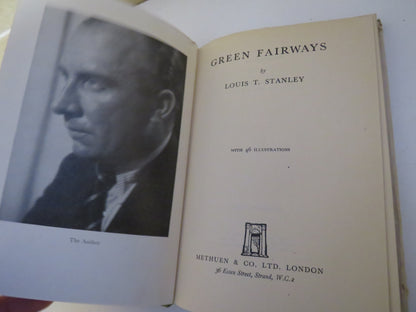 The Author
GREEN FAIRWAYS
by
LOUIS T. STANLEY
WITH 46 ILLUSTRATIONS
METHUEN & CO. LTD. LONDON
36 Essex Street, Strand, W.C.2